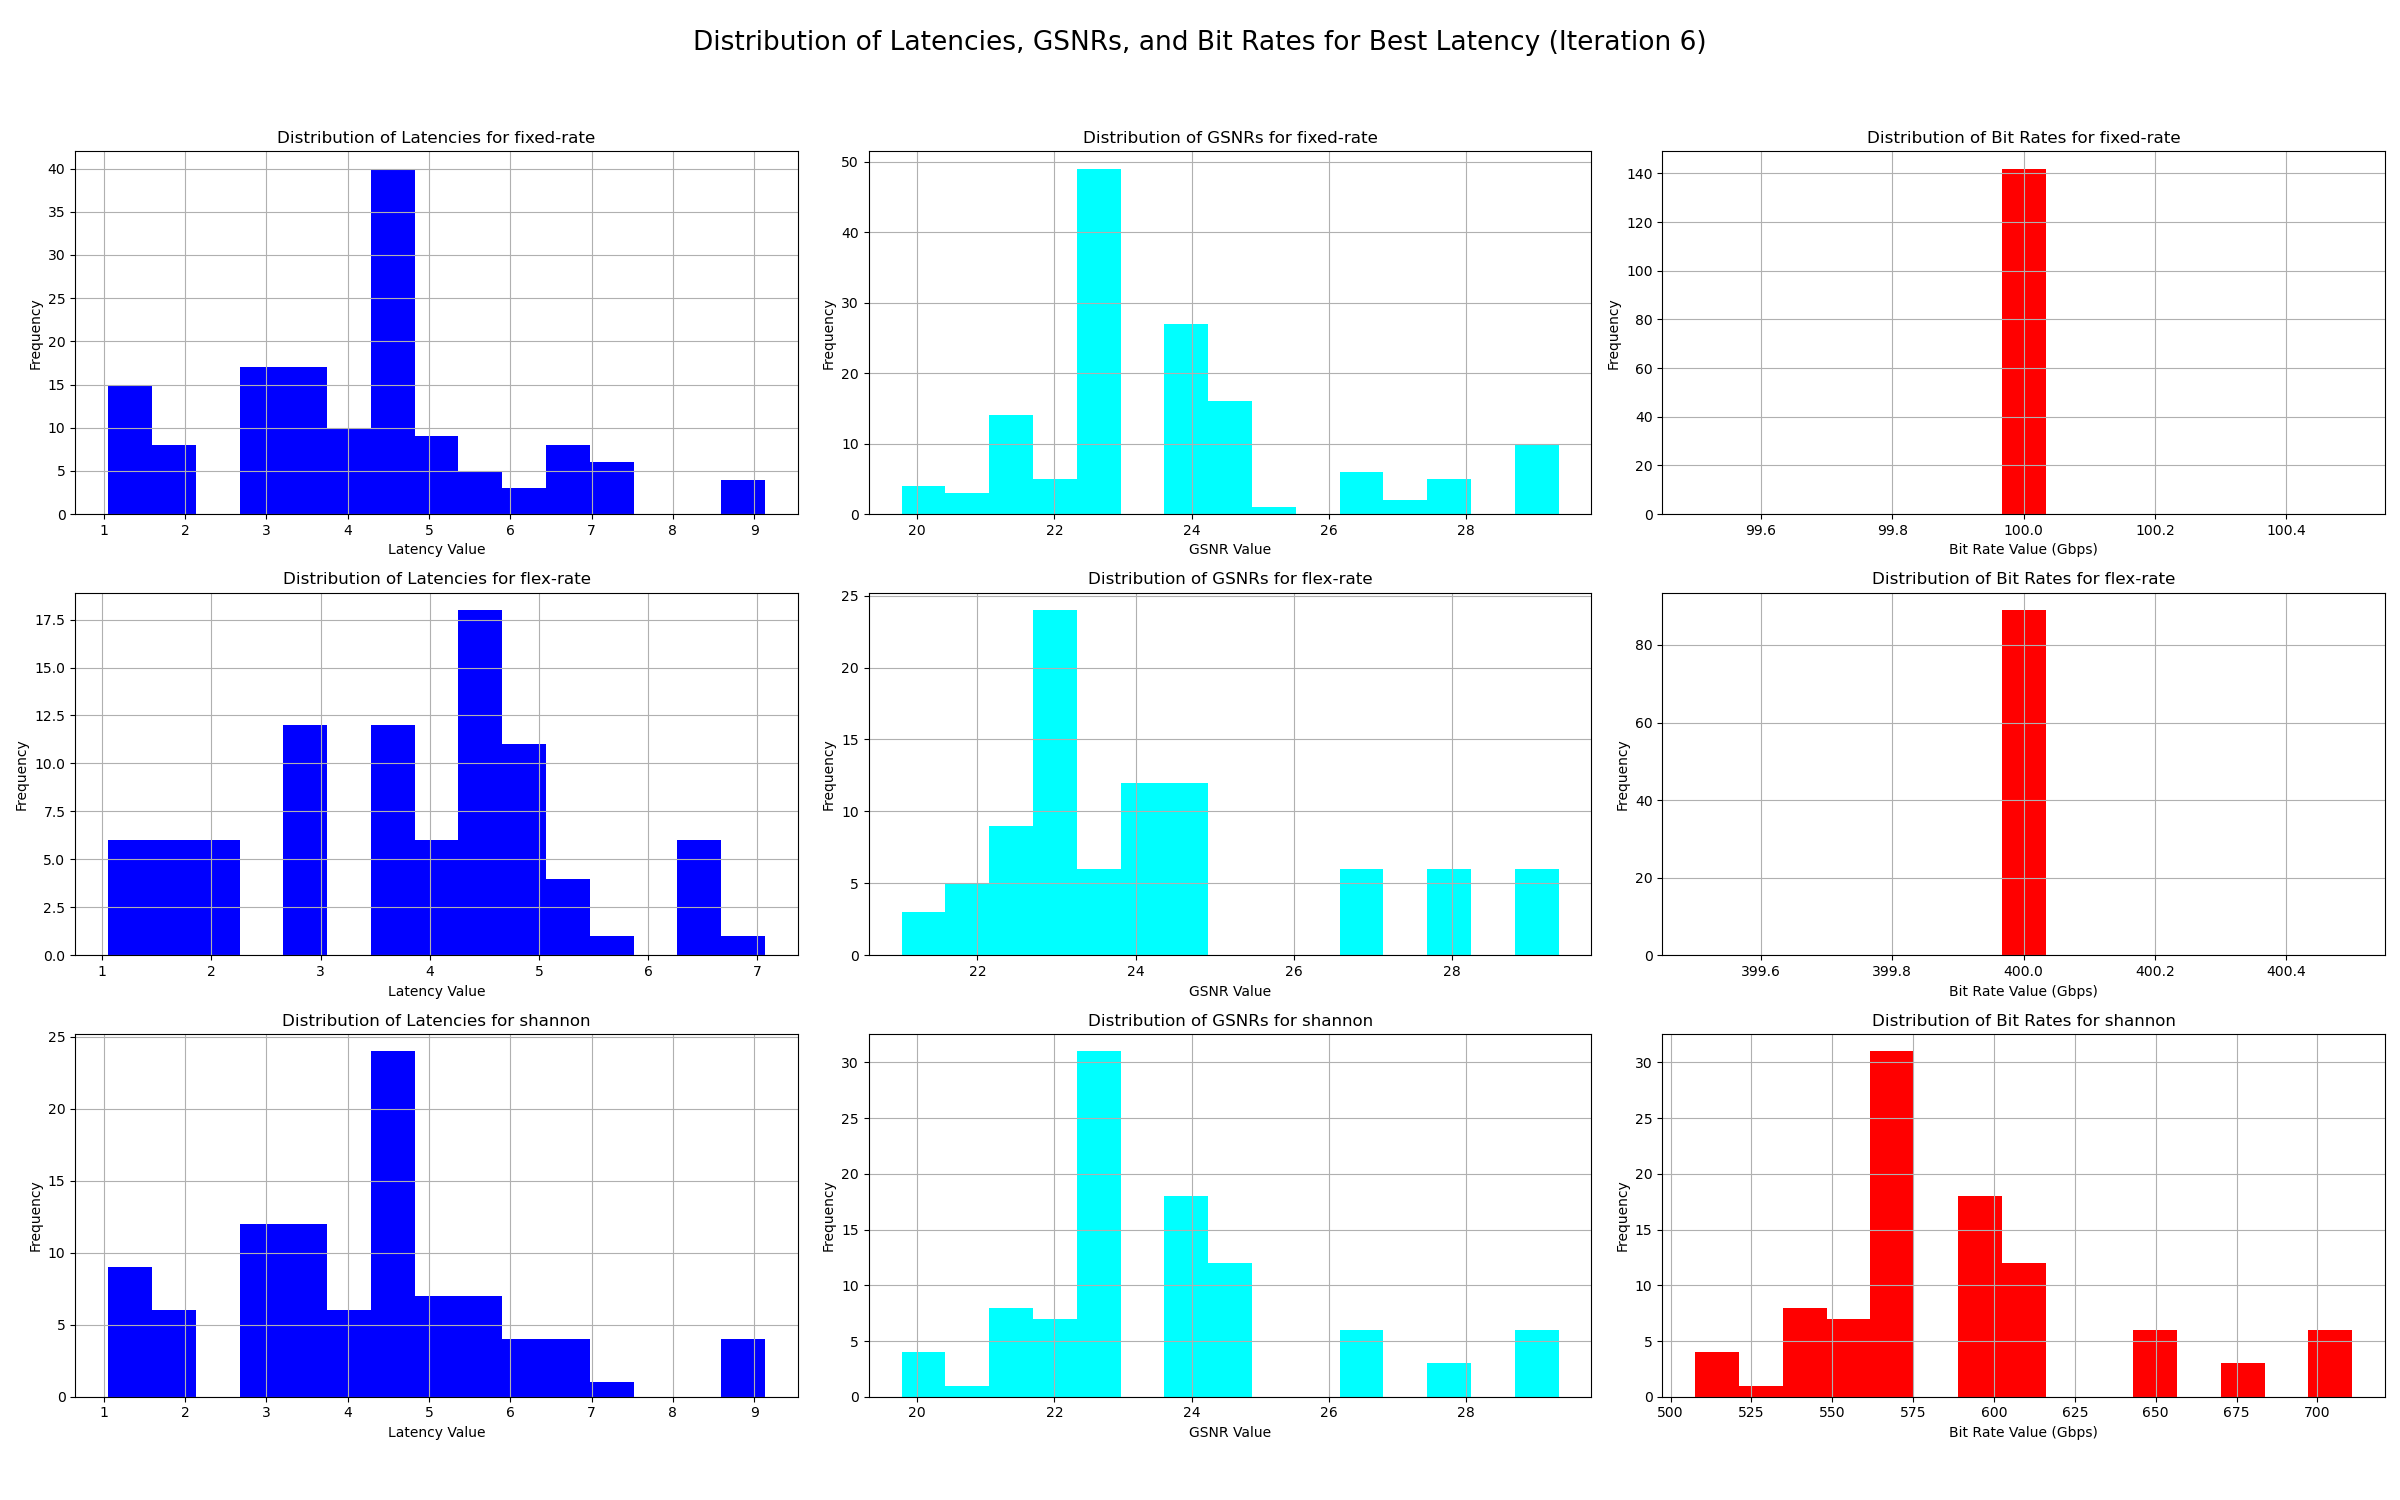 Distribution of Latencies, GSNRs, and Bit Rates for Best Latency (Iteration 6)
Distribution of Latencies for fixed-rate
Frequency
40
35
30
25
20
15
10
5
0
1 2 3 4 5 6 7 8 9
Latency Value
Distribution of GSNRs for fixed-rate
Frequency
50
40
30
20
10
0
20 22 24 26 28
GSNR Value
Distribution of Bit Rates for fixed-rate
Frequency
140
120
100
80
60
40
20
0
99.6 99.8 100.0 100.2 100.4
Bit Rate Value (Gbps)
Distribution of Latencies for flex-rate
Frequency
17.5
15.0
12.5
10.0
7.5
5.0
2.5
0.0
1 2 3 4 5 6 7
Latency Value
Distribution of GSNRs for flex-rate
Frequency
25
20
15
10
5
0
22 24 26 28
GSNR Value
Distribution of Bit Rates for flex-rate
Frequency
80
60
40
20
0
399.6 399.8 400.0 400.2 400.4
Bit Rate Value (Gbps)
Distribution of Latencies for shannon
Frequency
25
20
15
10
5
0
1 2 3 4 5 6 7 8 9
Latency Value
Distribution of GSNRs for shannon
Frequency
30
25
20
15
10
5
0
20 22 24 26 28
GSNR Value
Distribution of Bit Rates for shannon
Frequency
30
25
20
15
10
5
0
500 525 550 575 600 625 650 675 700
Bit Rate Value (Gbps)